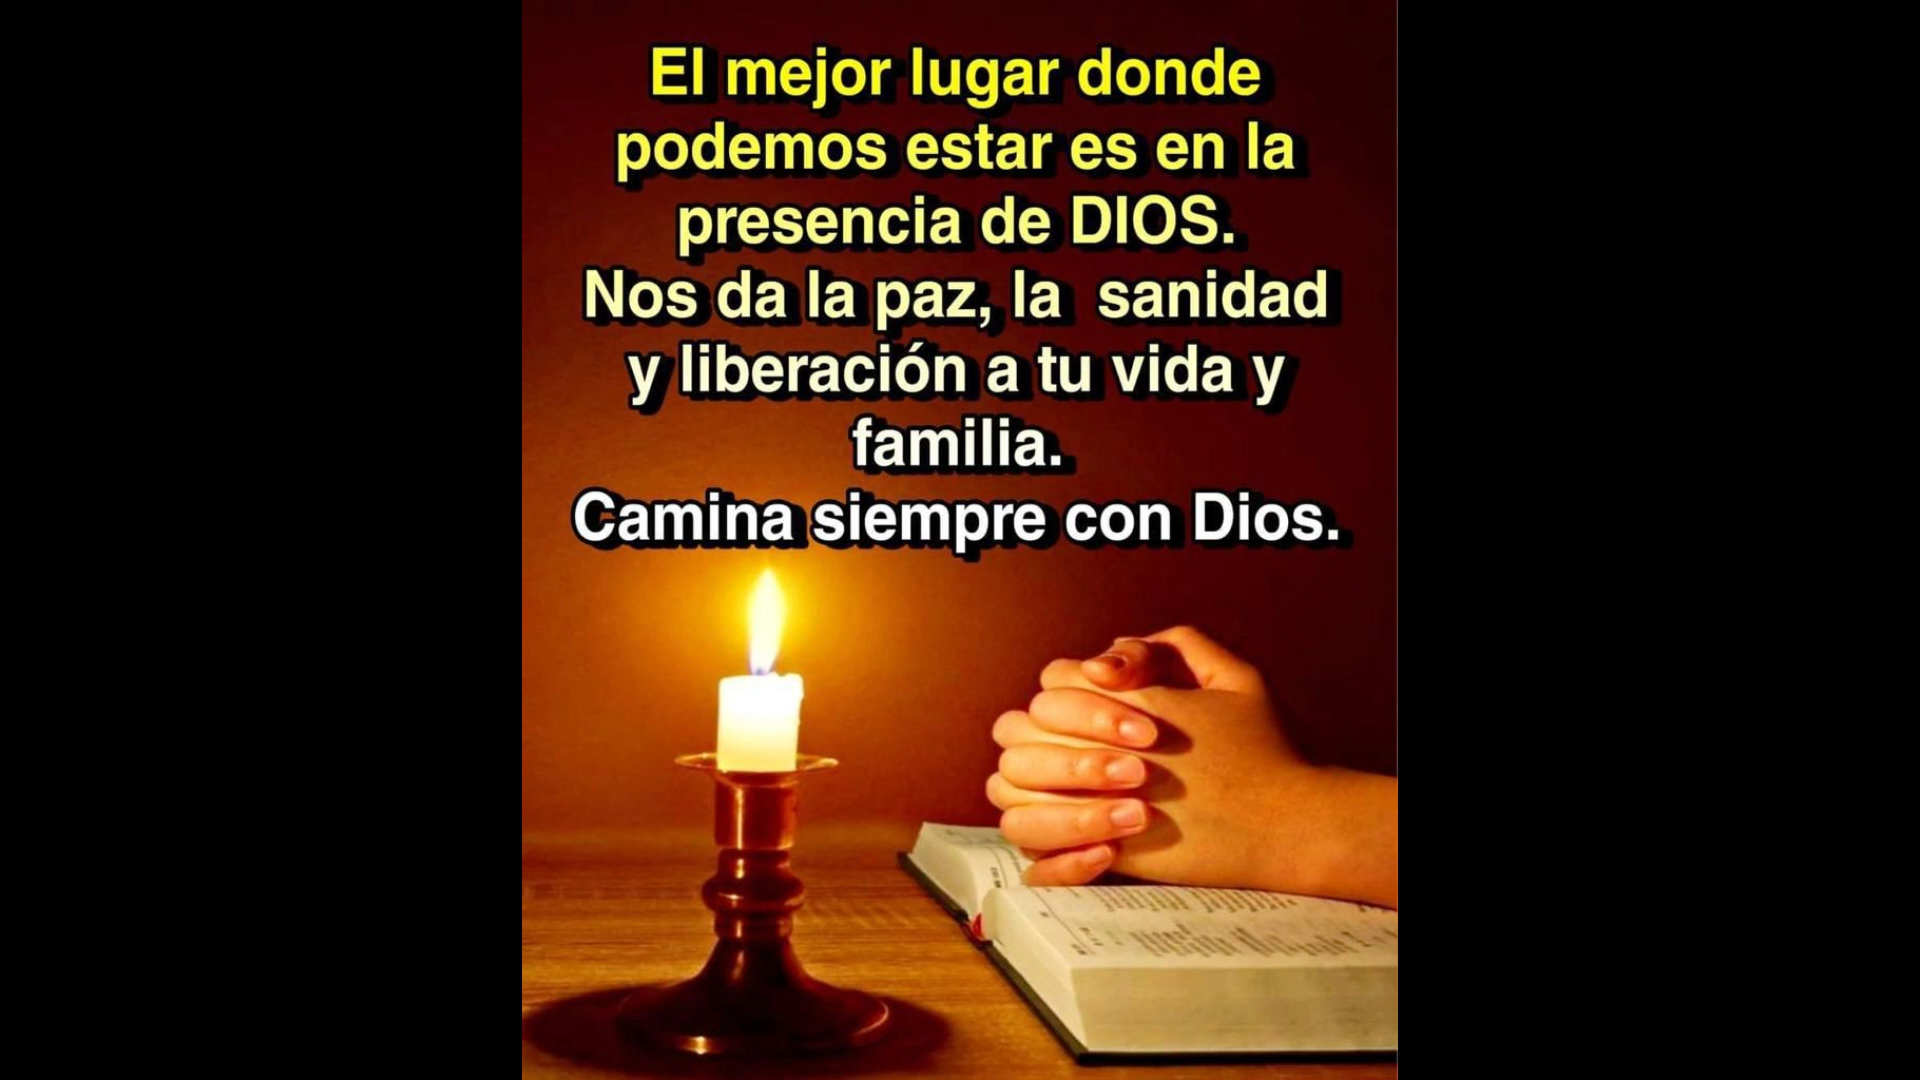 El mejor lugar donde
podemos estar es en la
presencia de DIOS.
Nos da la paz, la  sanidad
y liberación a tu vida y
familia.
Camina siempre con Dios.